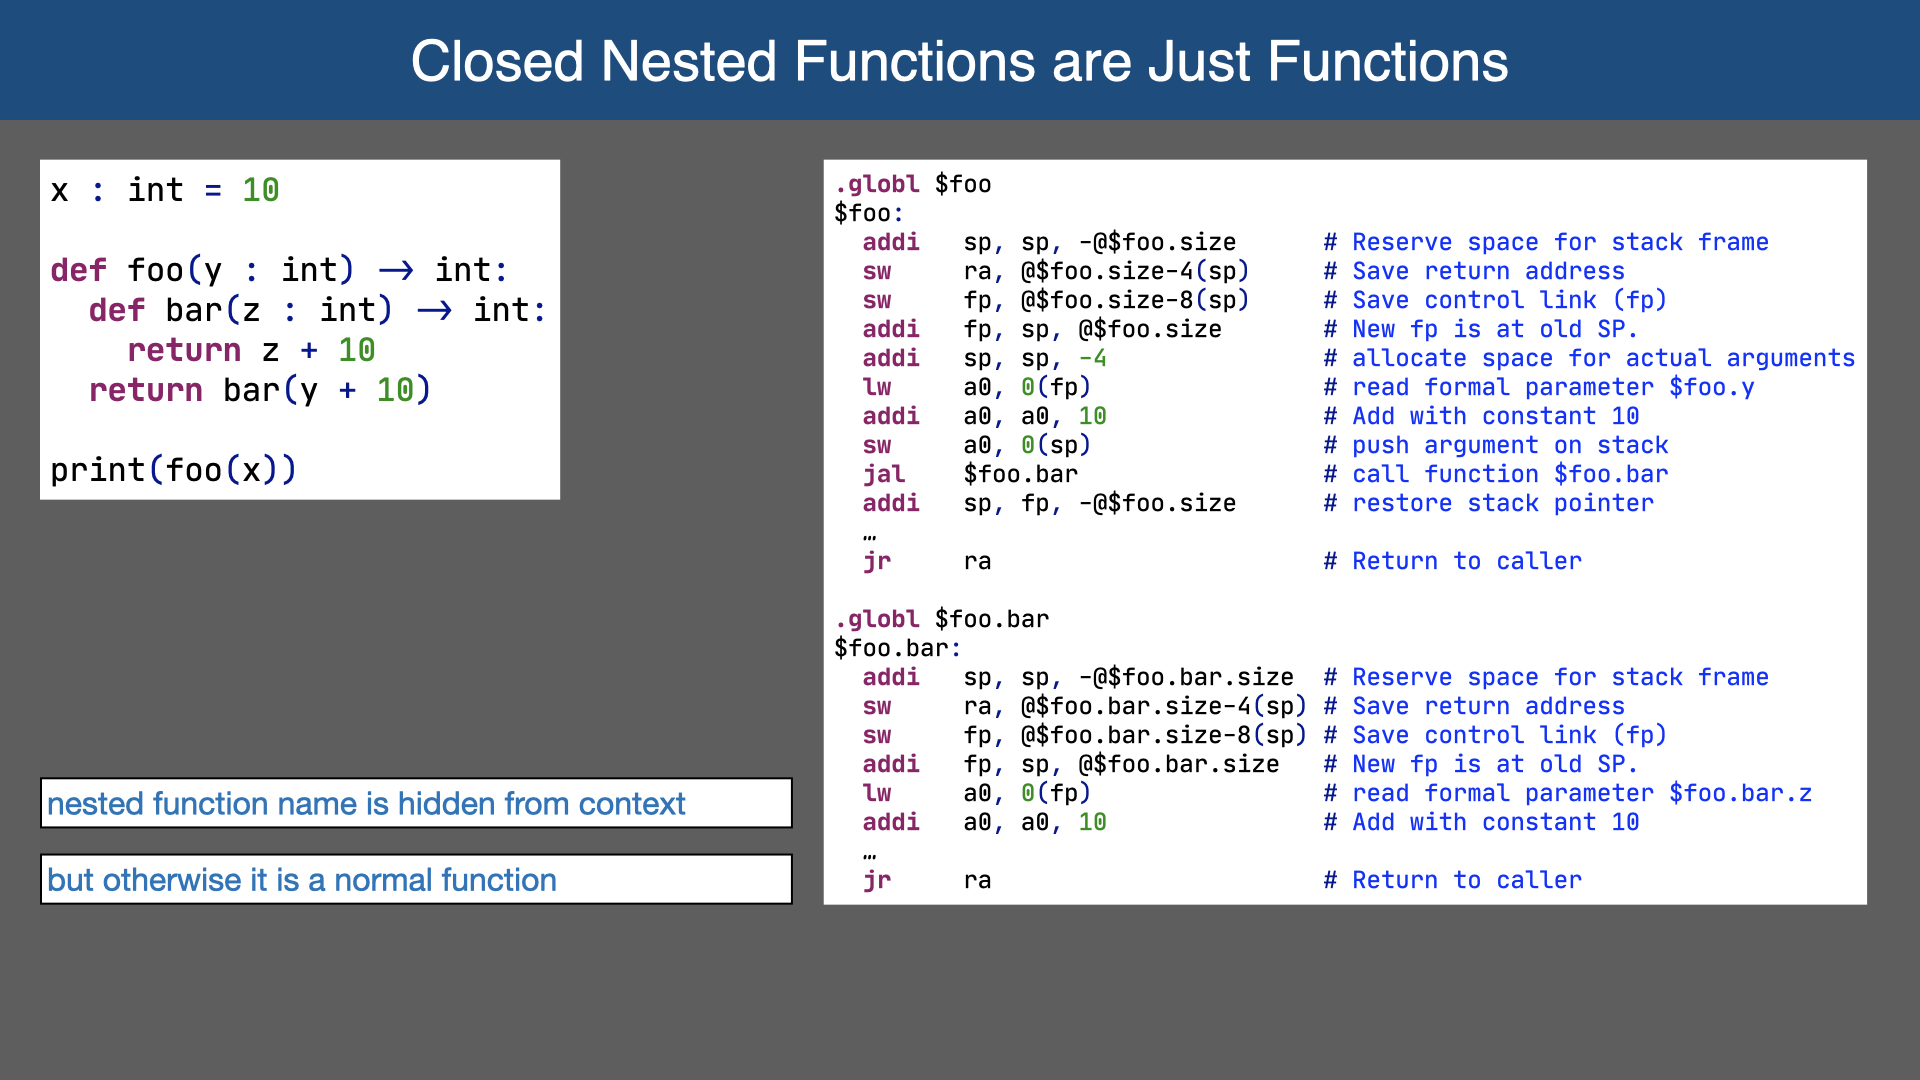 Closed Nested Functions are Just Functions
x : int = 10
def foo(y : int) → int:
  def bar(z : int) → int:
    return z + 10
  return bar(y + 10)
print(foo(x))
nested function name is hidden from context
but otherwise it is a normal function
.globl $foo
$foo:
  addi   sp, sp, -@$foo.size      # Reserve space for stack frame
  sw     ra, @$foo.size-4(sp)     # Save return address
  sw     fp, @$foo.size-8(sp)     # Save control link (fp)
  addi   fp, sp, @$foo.size       # New fp is at old SP.
  addi   sp, sp, -4               # allocate space for actual arguments
  lw     a0, 0(fp)                # read formal parameter $foo.y
  addi   a0, a0, 10               # Add with constant 10
  sw     a0, 0(sp)                # push argument on stack
  jal    $foo.bar                 # call function $foo.bar
  addi   sp, fp, -@$foo.size      # restore stack pointer
  …
  jr     ra                       # Return to caller
.globl $foo.bar
$foo.bar:
  addi   sp, sp, -@$foo.bar.size  # Reserve space for stack frame
  sw     ra, @$foo.bar.size-4(sp) # Save return address
  sw     fp, @$foo.bar.size-8(sp) # Save control link (fp)
  addi   fp, sp, @$foo.bar.size   # New fp is at old SP.
  lw     a0, 0(fp)                # read formal parameter $foo.bar.z
  addi   a0, a0, 10               # Add with constant 10
  …
  jr     ra                       # Return to caller